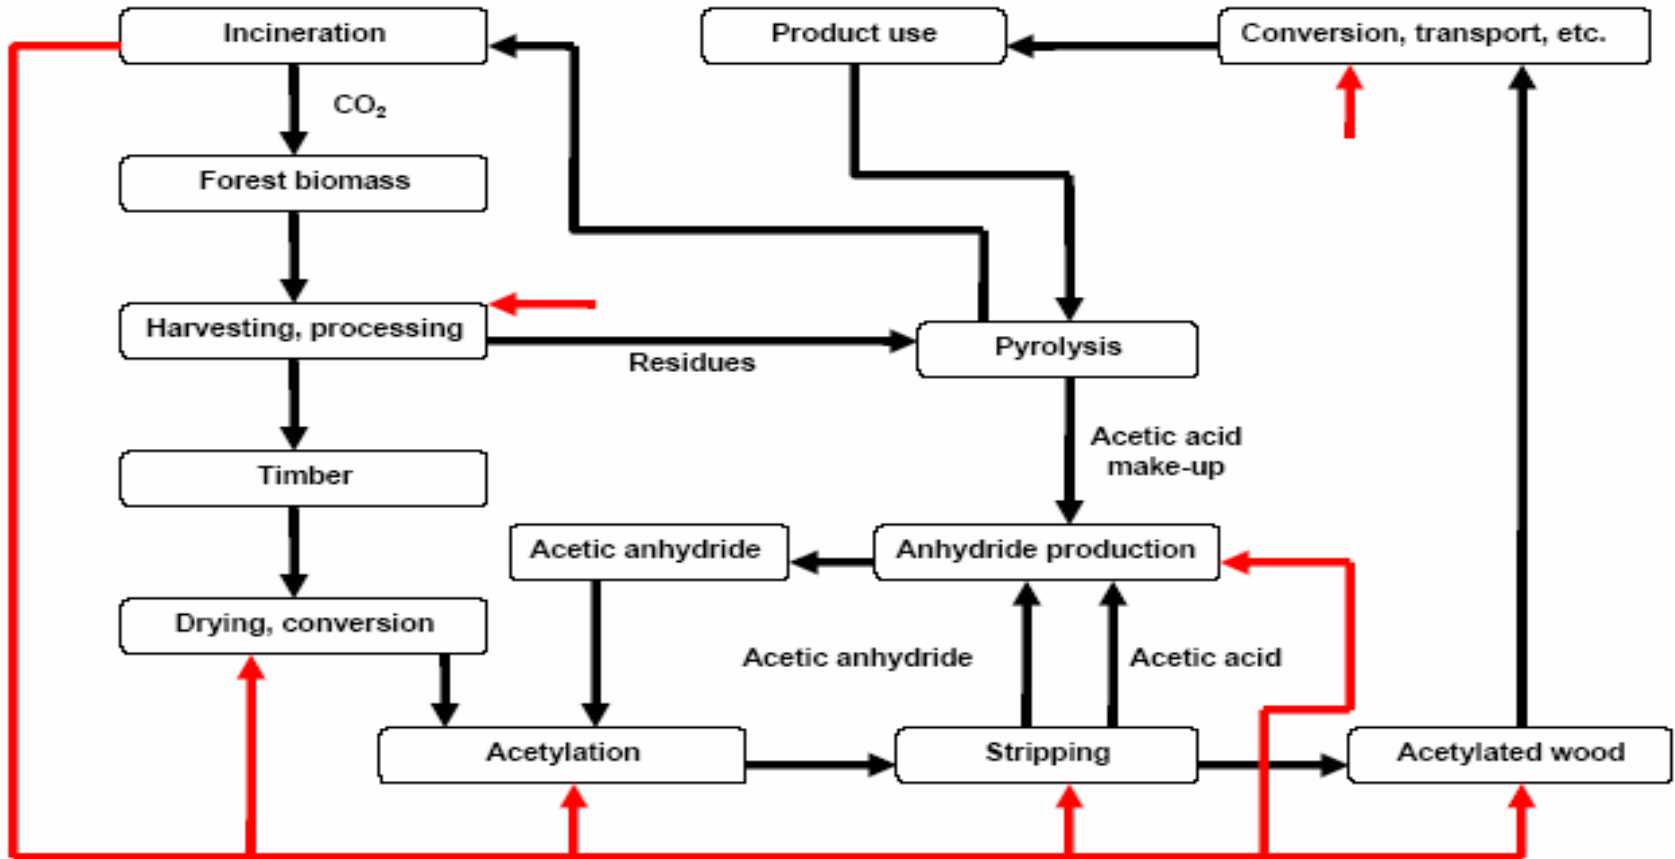 Incineration
Product use
Conversion, transport, etc.
CO₂
Forest biomass
Harvesting, processing
Residues
Pyrolysis
Acetic acid
make-up
Timber
Acetic anhydride
Anhydride production
Drying, conversion
Acetic anhydride
Acetic acid
Acetylation
Stripping
Acetylated wood